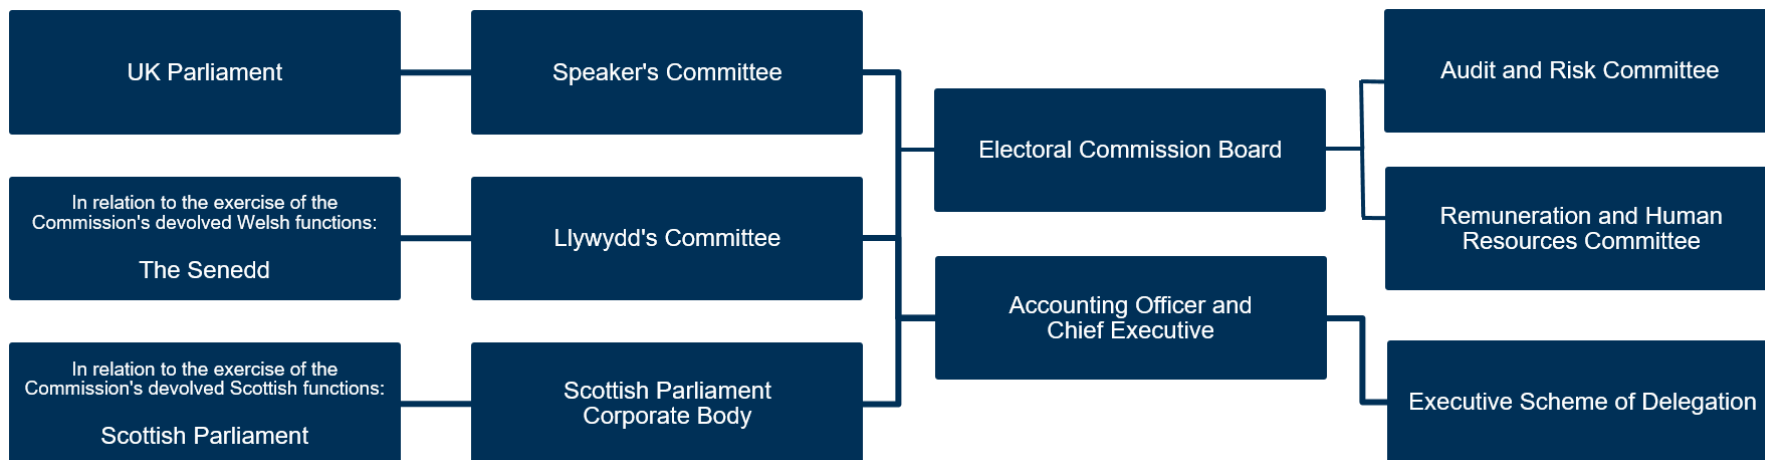 UK Parliament
Speaker's Committee
Electoral Commission Board
Audit and Risk Committee
In relation to the exercise of the
Commission's devolved Welsh functions:
The Senedd
Llywydd's Committee
Accounting Officer and
Chief Executive
Remuneration and Human
Resources Committee
In relation to the exercise of the
Commission's devolved Scottish functions:
Scottish Parliament
Scottish Parliament
Corporate Body
Executive Scheme of Delegation